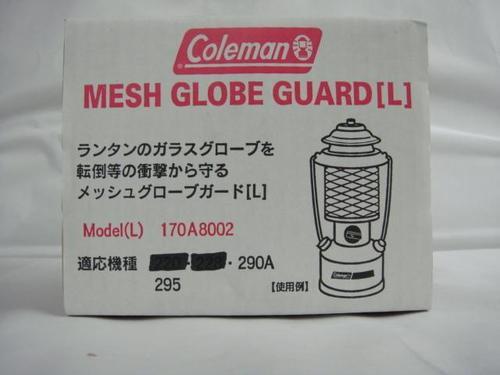 Coleman
MESH GLOBE GUARD[L]
ランタンのガラスグローブを
転倒等の衝撃から守る
メッシュグローブガード[L]
Model(L) 170A8002
適応機種 ・ ・290A
295
【使用例】